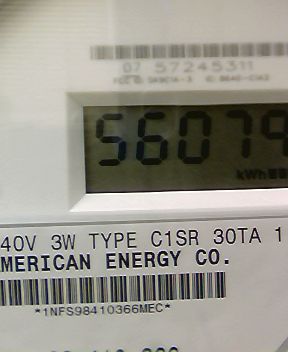 07 57245311
56079
kWh
40V 3W TYPE C1SR 30TA 1
MERICAN ENERGY CO.
*1NFS98410366MEC*